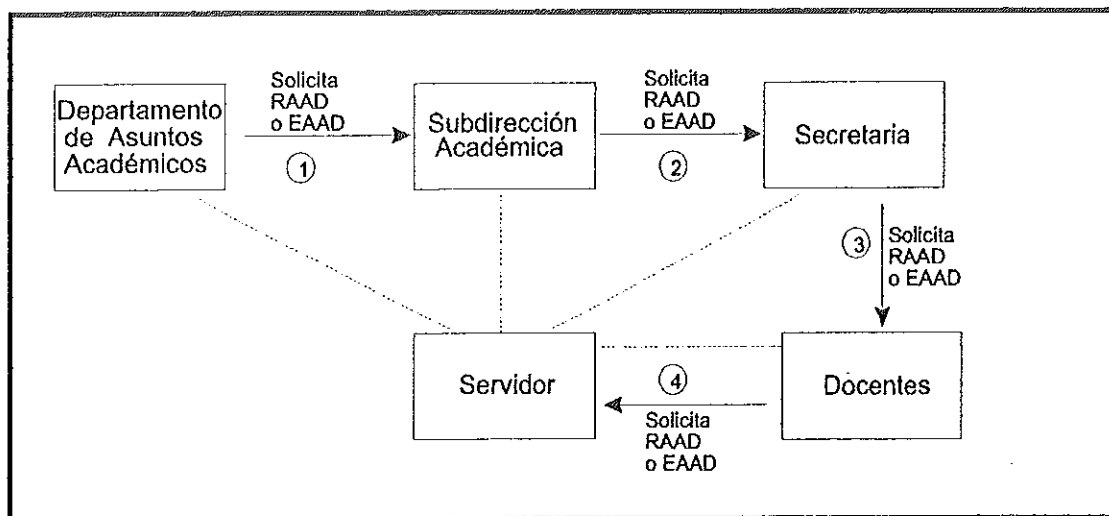 Departamento
de Asuntos
Académicos
Solicita
RAAD
o EAAD
1
Subdirección
Académica
Solicita
RAAD
o EAAD
2
Secretaria
3
Solicita
RAAD
o EAAD
Servidor
4
Solicita
RAAD
o EAAD
Docentes